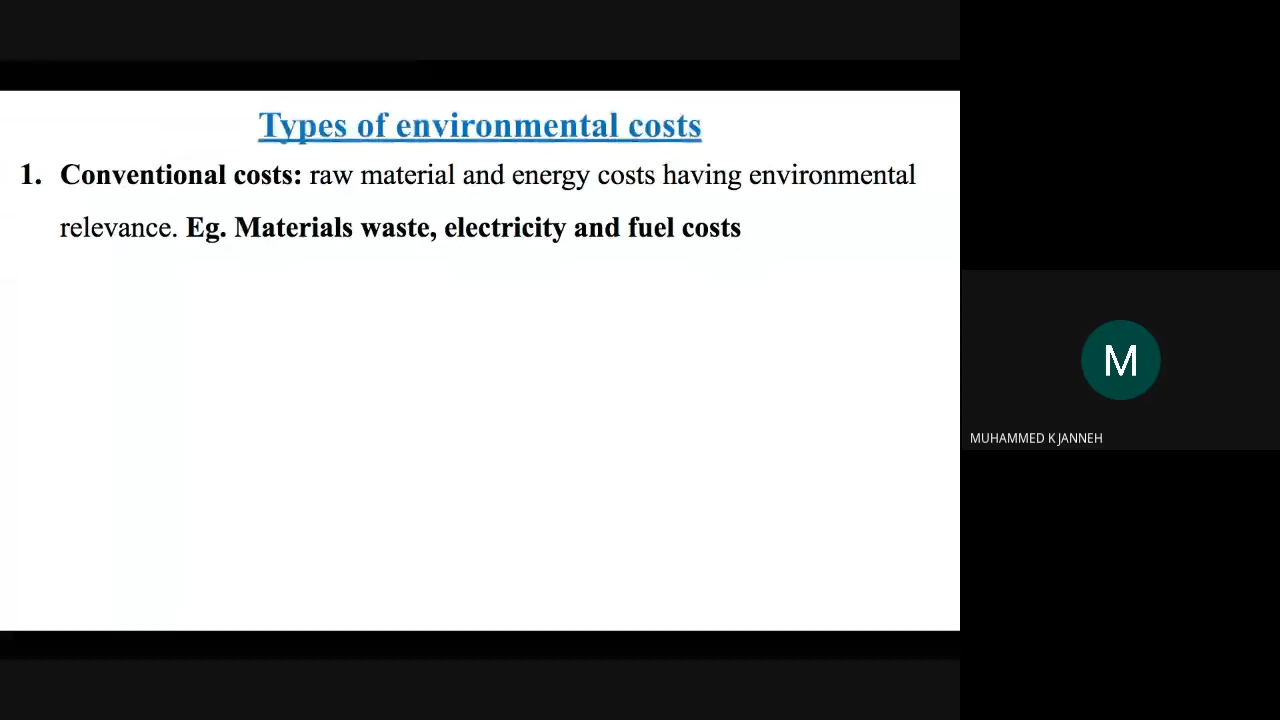 Types of environmental costs
1. Conventional costs: raw material and energy costs having environmental
relevance. Eg. Materials waste, electricity and fuel costs
M
MUHAMMED K JANNEH